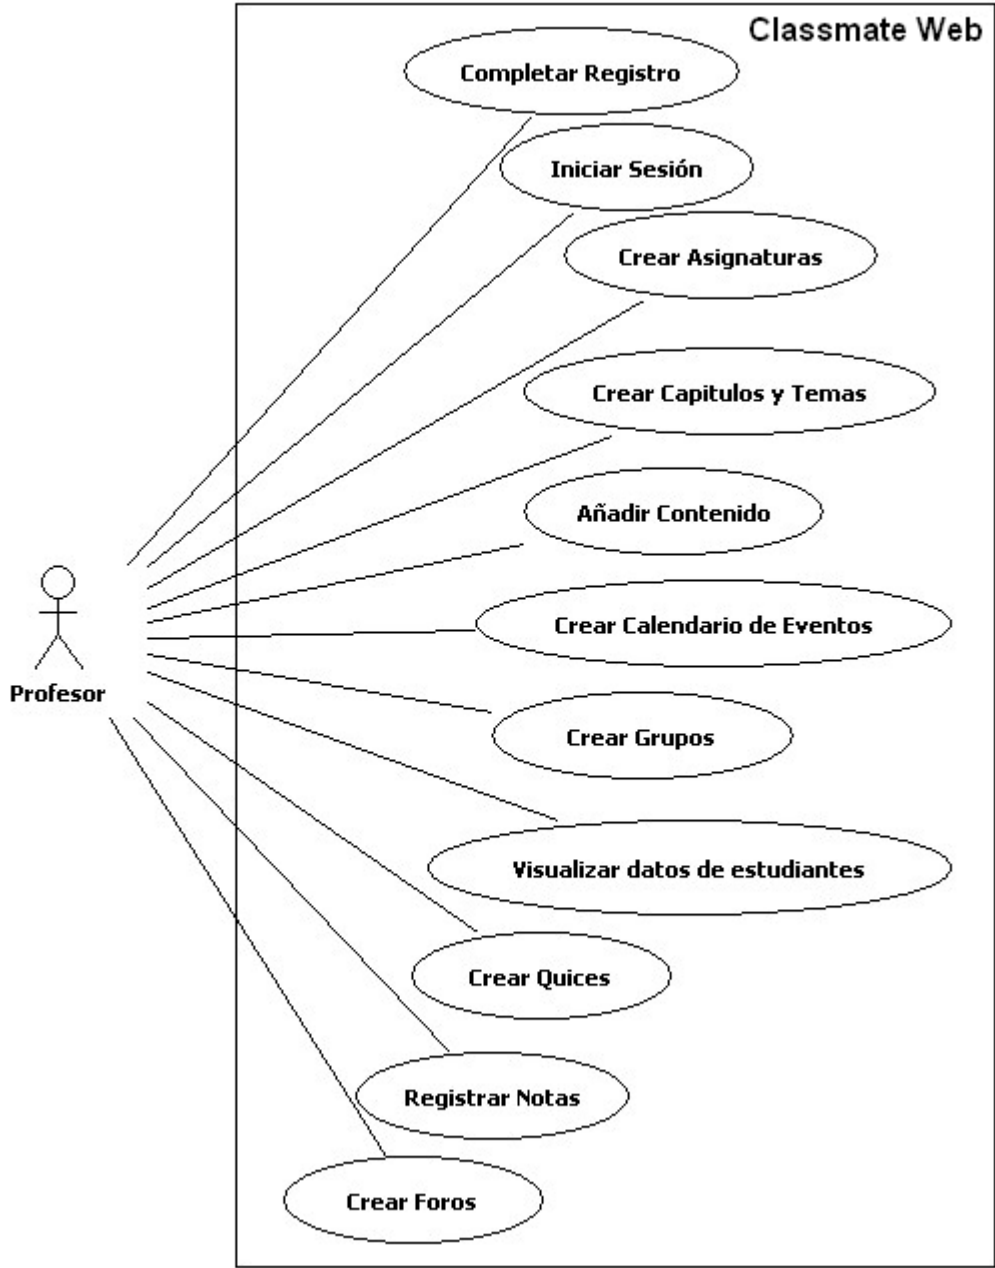 Classmate Web
Completar Registro
Iniciar Sesión
Crear Asignaturas
Crear Capitulos y Temas
Añadir Contenido
Crear Calendario de Eventos
Profesor
Crear Grupos
Visualizar datos de estudiantes
Crear Quices
Registrar Notas
Crear Foros